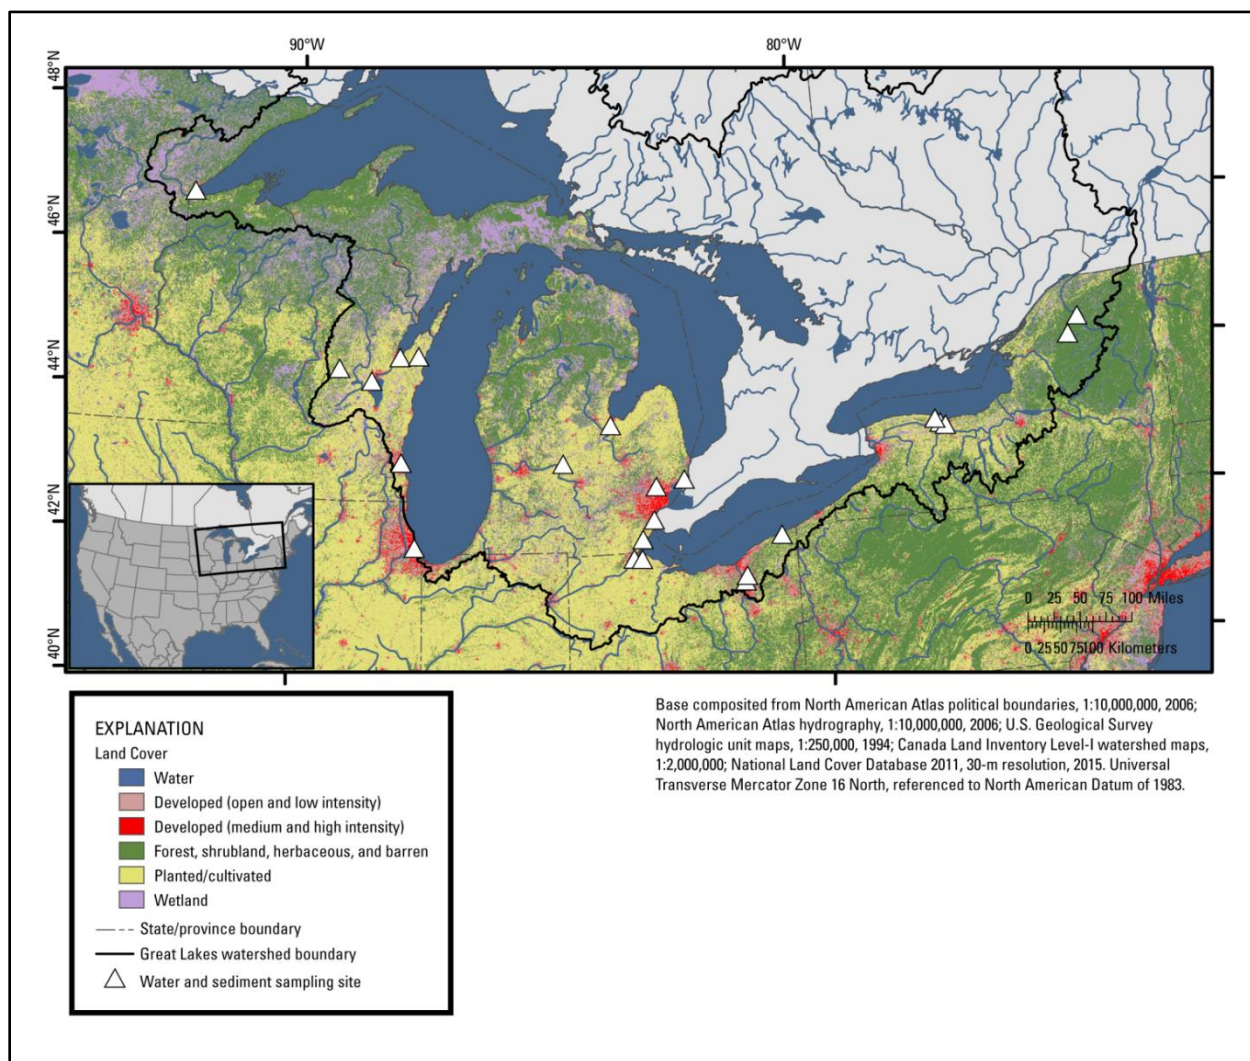 90°W
80°W
48°N
46°N
44°N
42°N
40°N
0 25 50 75 100 Miles
0 25 50 75 100 Kilometers
EXPLANATION
Land Cover
Water
Developed (open and low intensity)
Developed (medium and high intensity)
Forest, shrubland, herbaceous, and barren
Planted/cultivated
Wetland
State/province boundary
Great Lakes watershed boundary
Water and sediment sampling site
Base composited from North American Atlas political boundaries, 1:10,000,000, 2006;
North American Atlas hydrography, 1:10,000,000, 2006; U.S. Geological Survey
hydrologic unit maps, 1:250,000, 1994; Canada Land Inventory Level-I watershed maps,
1:2,000,000; National Land Cover Database 2011, 30-m resolution, 2015. Universal
Transverse Mercator Zone 16 North, referenced to North American Datum of 1983.